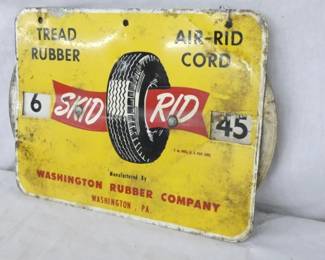 TREAD RUBBER
AIR-RID CORD
6 SKID RID 45
Manufactured By
WASHINGTON RUBBER COMPANY
WASHINGTON, PA.